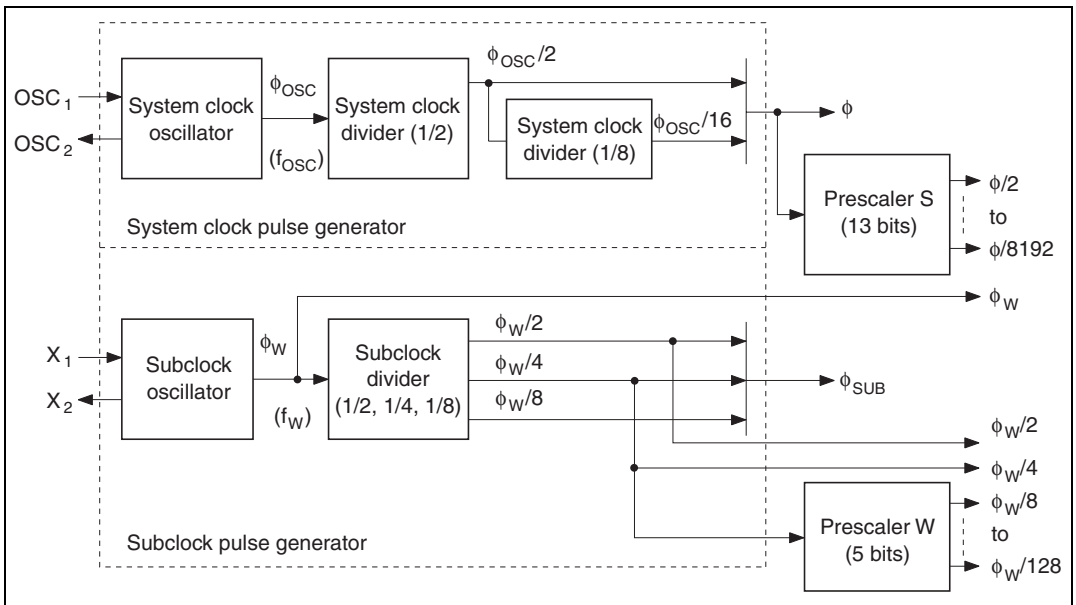 OSC1
OSC2
System clock
oscillator
ϕOSC
(fOSC)
System clock
divider (1/2)
ϕOSC/2
System clock
divider (1/8)
ϕOSC/16
ϕ
Prescaler S
(13 bits)
ϕ/2
to
ϕ/8192
System clock pulse generator
X1
X2
Subclock
oscillator
ϕW
(fW)
Subclock
divider
(1/2, 1/4, 1/8)
ϕW/2
ϕW/4
ϕW/8
ϕW
ϕSUB
ϕW/2
ϕW/4
Prescaler W
(5 bits)
ϕW/8
to
ϕW/128
Subclock pulse generator